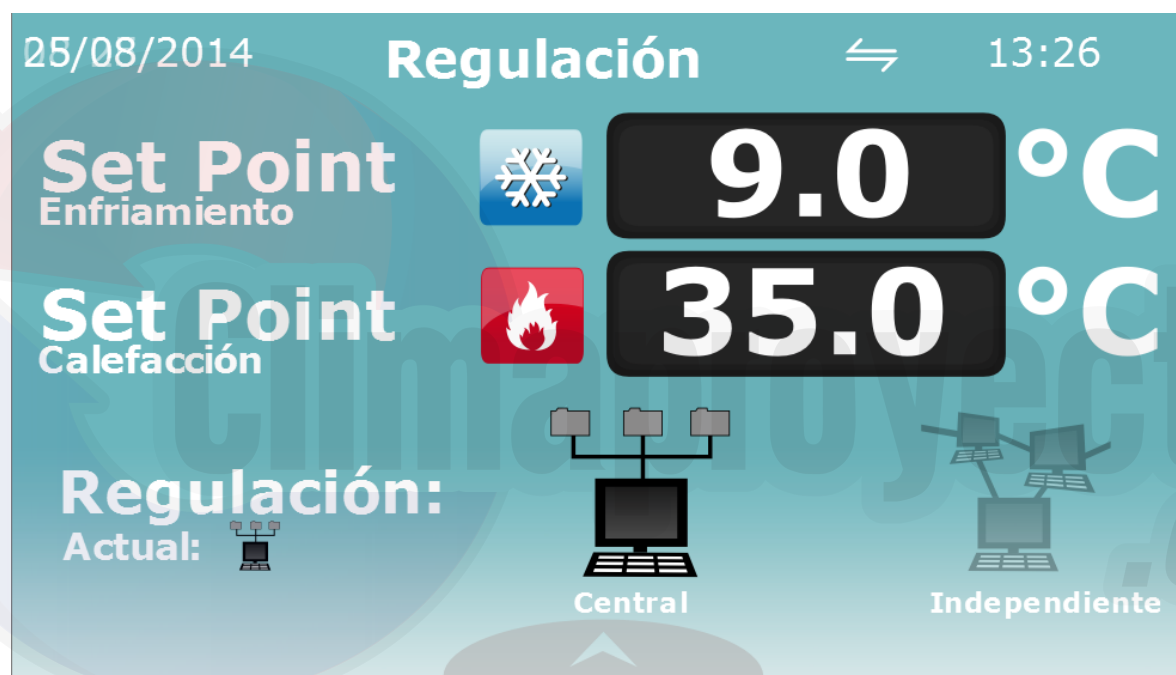 25/08/2014 Regulación 13:26
Set Point 9.0 °C
Enfriamiento
Set Point 35.0 °C
Calefacción
Climaproyect
Regulación:
Actual:
Central Independiente